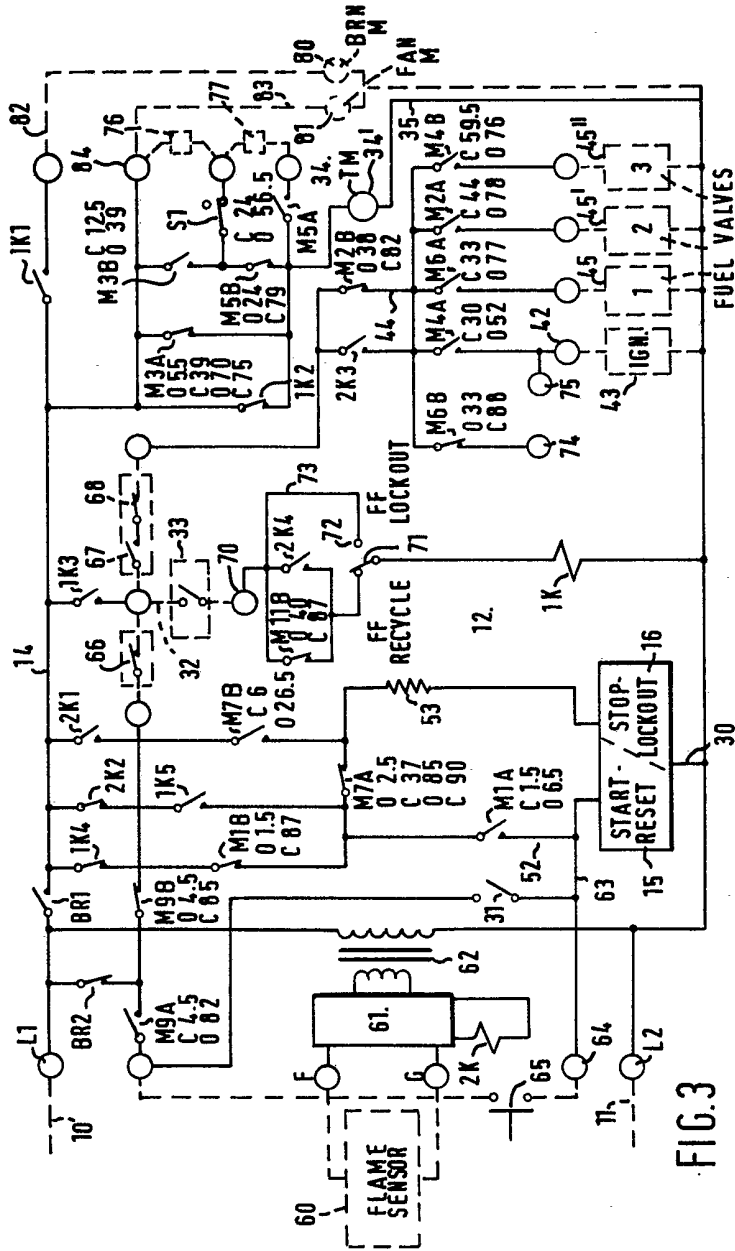 L1
10'
BR2
BR1
14
1K4
2K2
2K1
1K5
1K3
66
67
68
33
32
70
1K1
82
84
76
77
80
BRN
M
FAN
M
81
83
M9A
C 4.5
O 82
M9B
O 4.5
C 85
M1B
O 1.5
C 87
M7B
C 6
O 26.5
M7A
O 2.5
C 37
O 85
C 90
M11B
O 40
C 87
2K4
73
FF
RECYCLE
72
FF
LOCKOUT
71
M3A
O 5.5
C 39
O 70
C 75
1K2
M3B
C 12.5
O 39
S1
M5B
O 24
C 79
C 24
O 56.5
M5A
34.
TM
34'
35
M2B
O 38
C 82
2K3
44
M6B
O 33
C 88
74
M4A
C 30
O 52
75
42
43
IGN.
M6A
C 33
O 77
45
1
M2A
C 44
O 78
45'
2
M4B
C 59.5
O 76
45"
3
FUEL VALVES
FLAME
SENSOR
60
F
G
61.
62
2K
65
64
63
L2
11
31
52
M1A
C 1.5
O 6.5
53
START-
RESET
STOP-
LOCKOUT
15
16
30
12.
1K
FIG.3